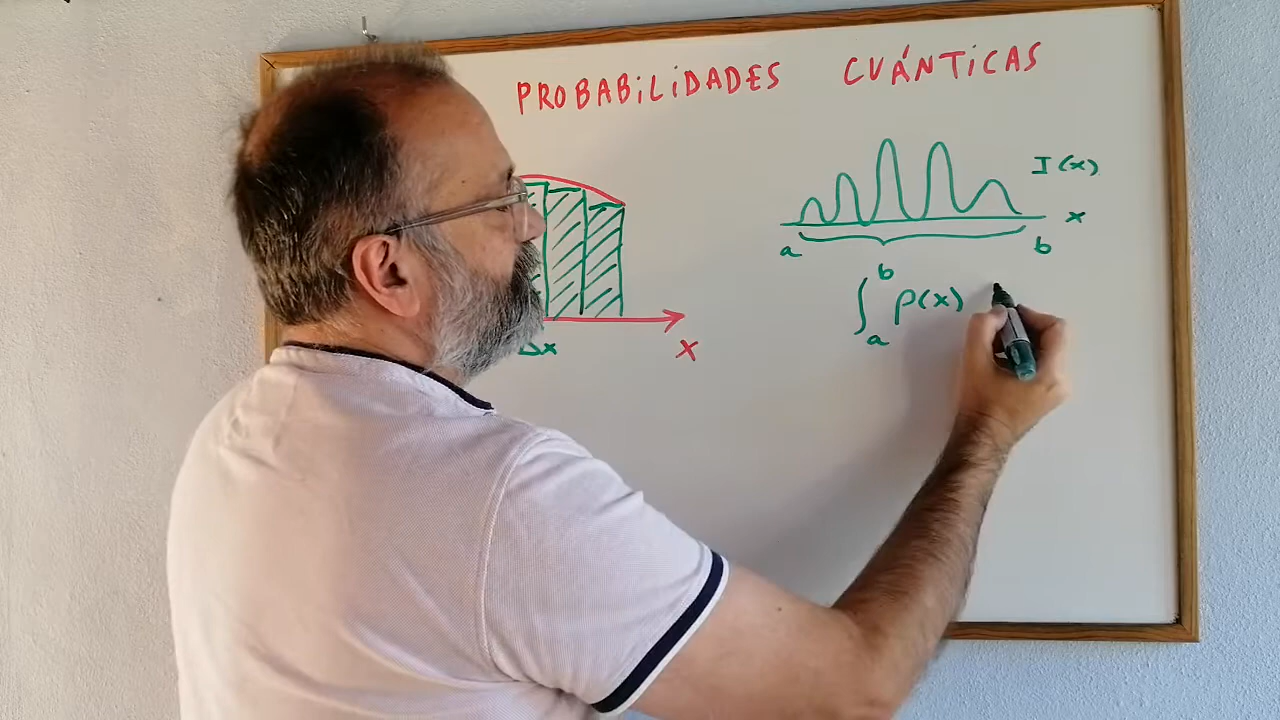 PROBABiLiDADES CUÁNTiCAS
I(x)
x
a b
∫ₐᵇ ρ(x)
Δx
x